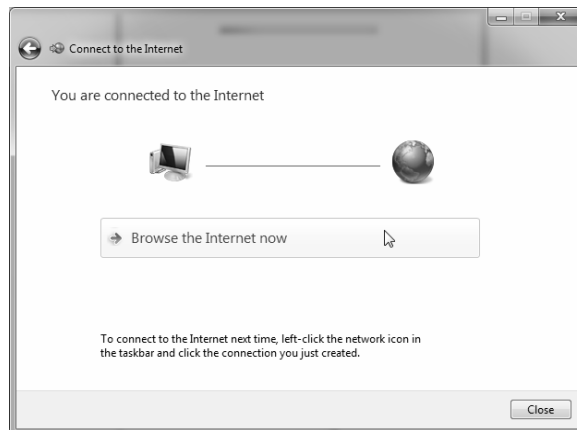 Connect to the Internet
You are connected to the Internet
Browse the Internet now
To connect to the Internet next time, left-click the network icon in
the taskbar and click the connection you just created.
Close